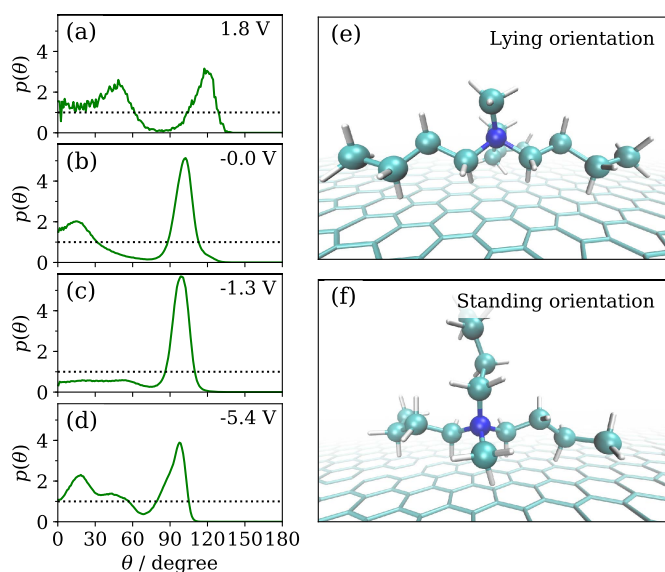 (a)
1.8 V
p(θ)
4
2
0
(b)
-0.0 V
p(θ)
4
2
0
(c)
-1.3 V
p(θ)
4
2
0
(d)
-5.4 V
p(θ)
4
2
0
0 30 60 90 120 150 180
θ / degree
(e)
Lying orientation
(f)
Standing orientation